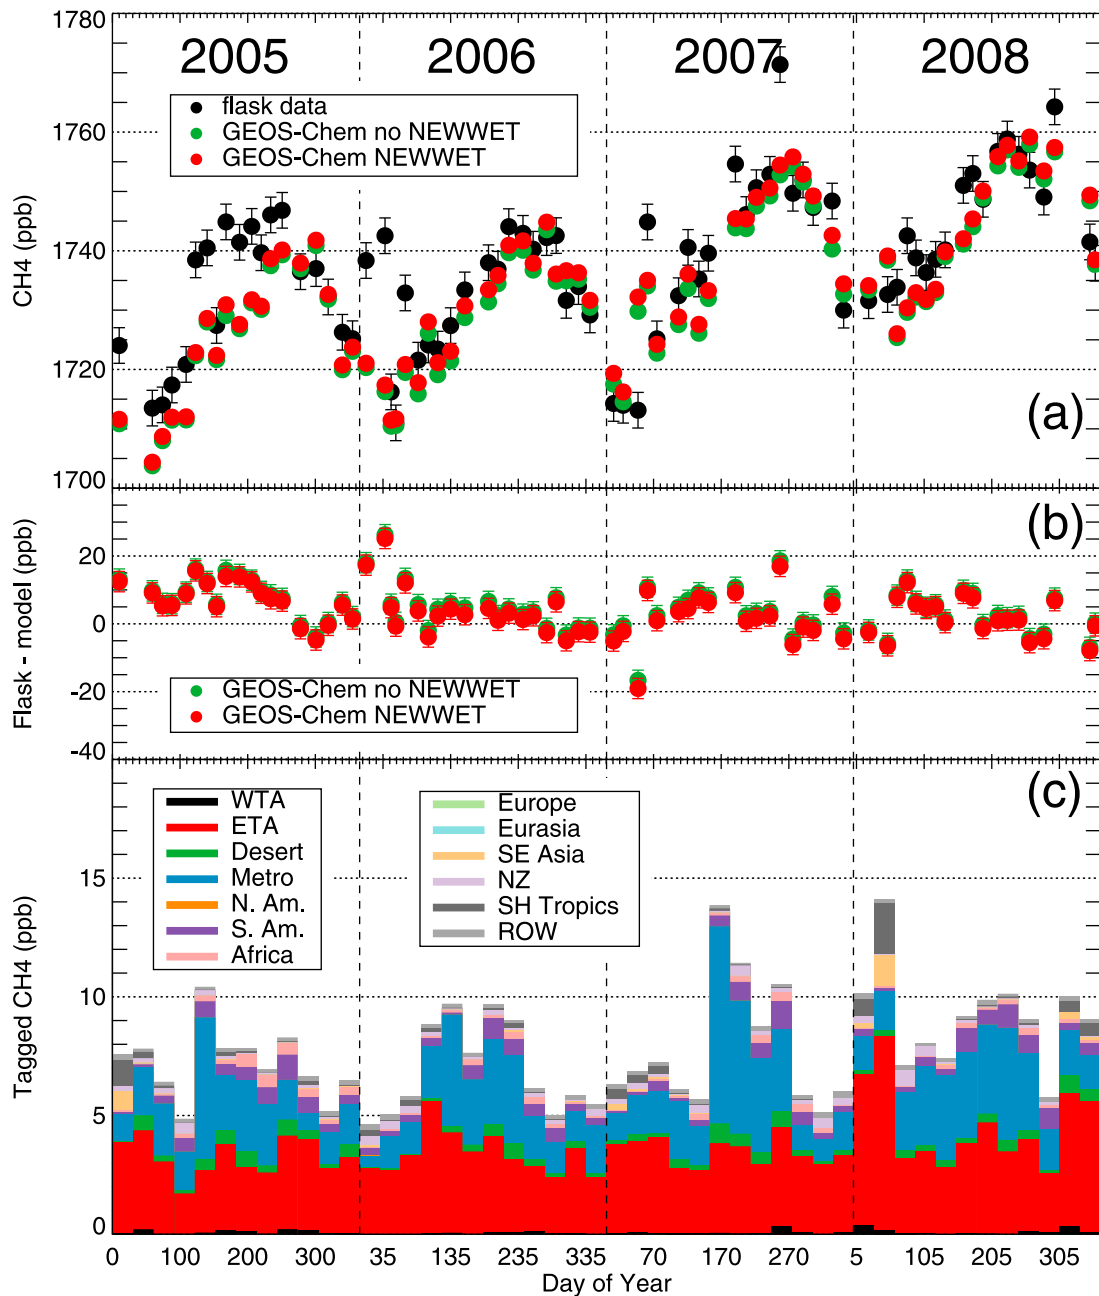 1780
2005 2006 2007 2008
flask data
GEOS-Chem no NEWWET
GEOS-Chem NEWWET
1760
1740
1720
1700
CH4 (ppb)
(a)
(b)
20
0
-20
-40
Flask - model (ppb)
GEOS-Chem no NEWWET
GEOS-Chem NEWWET
(c)
WTA
ETA
Desert
Metro
N. Am.
S. Am.
Africa
Europe
Eurasia
SE Asia
NZ
SH Tropics
ROW
15
10
5
0
Tagged CH4 (ppb)
0 100 200 300 35 135 235 335 70 170 270 5 105 205 305
Day of Year